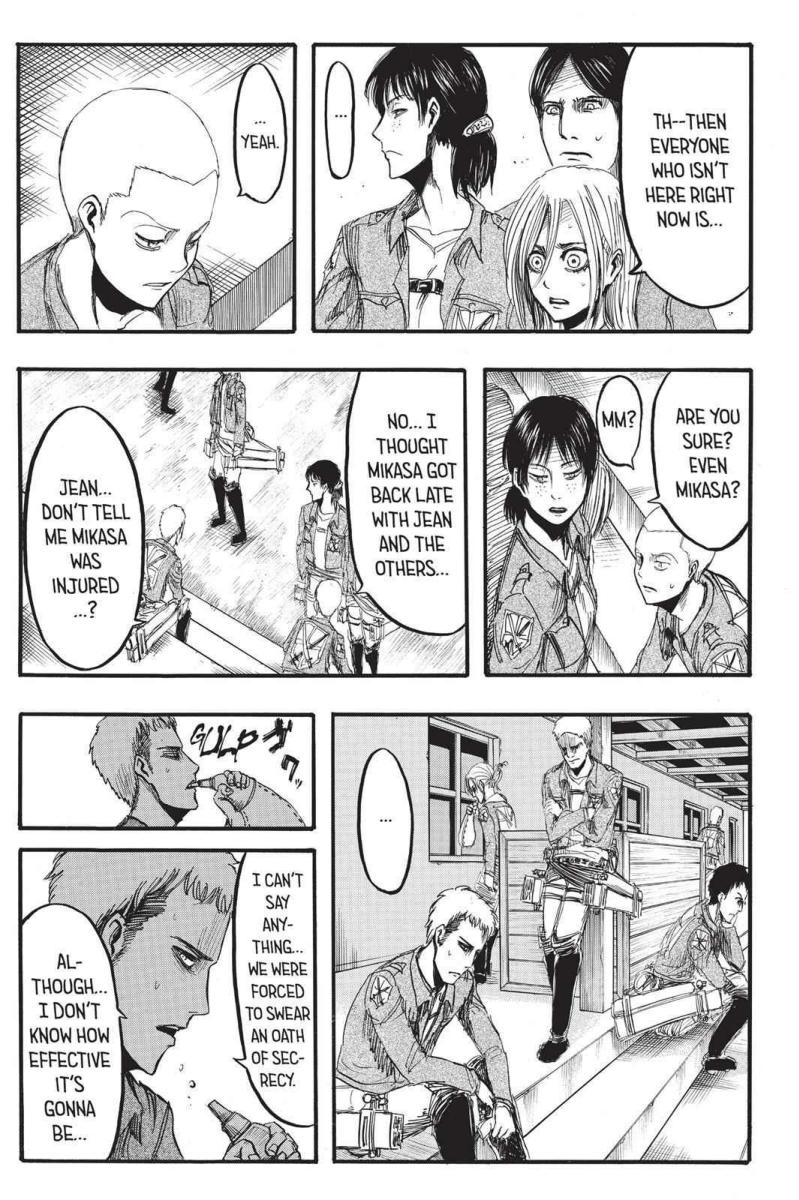 TH--THEN
EVERYONE
WHO ISN'T
HERE RIGHT
NOW IS...
...
...
YEAH.
ARE YOU
SURE?
EVEN
MIKASA?
MM?
NO... I
THOUGHT
MIKASA GOT
BACK LATE
WITH JEAN
AND THE
OTHERS...
JEAN...
DON'T TELL
ME MIKASA
WAS
INJURED
...?
...
GULP ゴクッ
I CAN'T
SAY
ANY-
THING...
WE WERE
FORCED
TO SWEAR
AN OATH
OF SEC-
RECY.
AL-
THOUGH...
I DON'T
KNOW HOW
EFFECTIVE
IT'S
GONNA
BE...